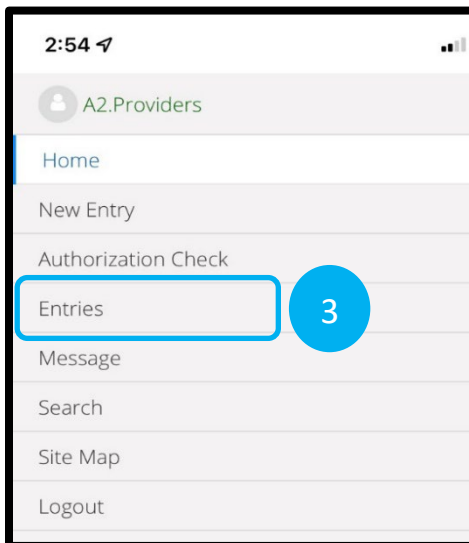 2:54
A2.Providers
Home
New Entry
Authorization Check
Entries
3
Message
Search
Site Map
Logout